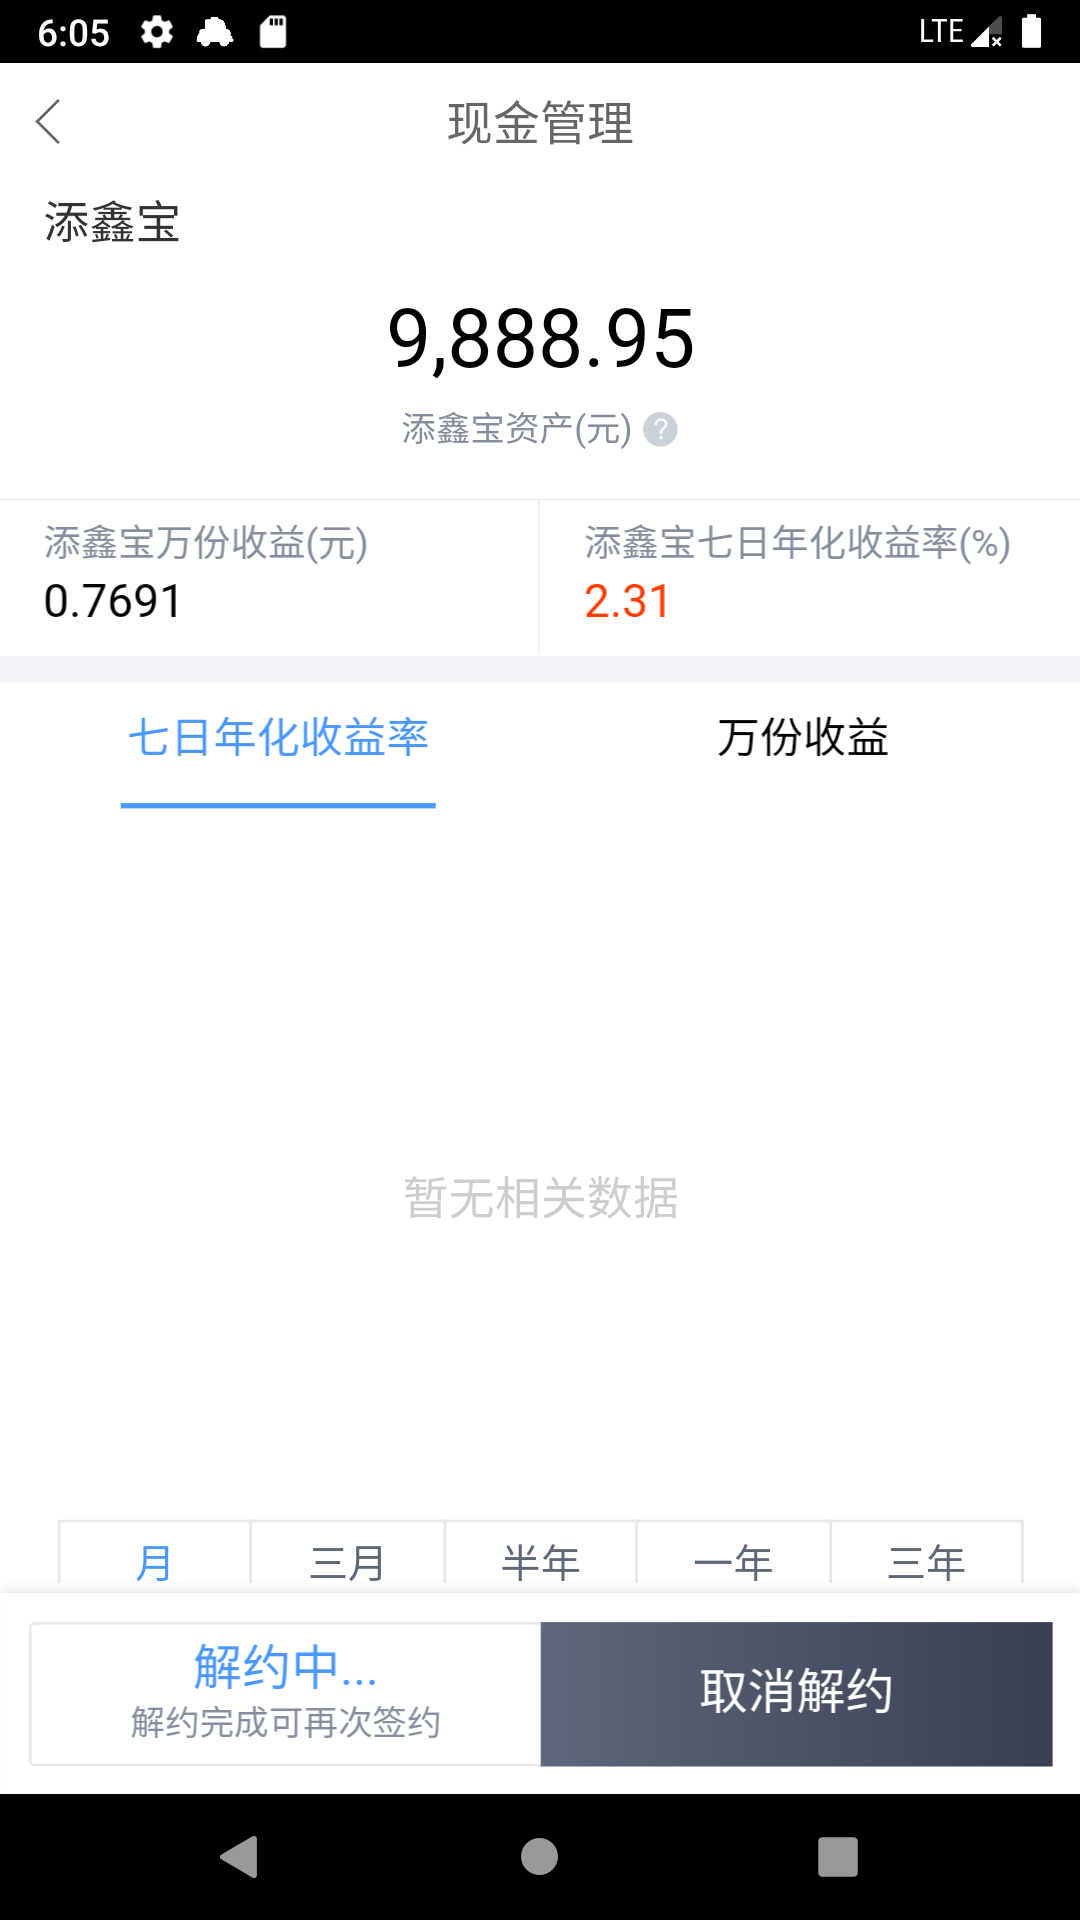 6:05 LTE
现金管理
添鑫宝
9,888.95
添鑫宝资产(元) ?
添鑫宝万份收益(元) 添鑫宝七日年化收益率(%)
0.7691 2.31
七日年化收益率 万份收益
暂无相关数据
月 三月 半年 一年 三年
解约中...
解约完成可再次签约
取消解约